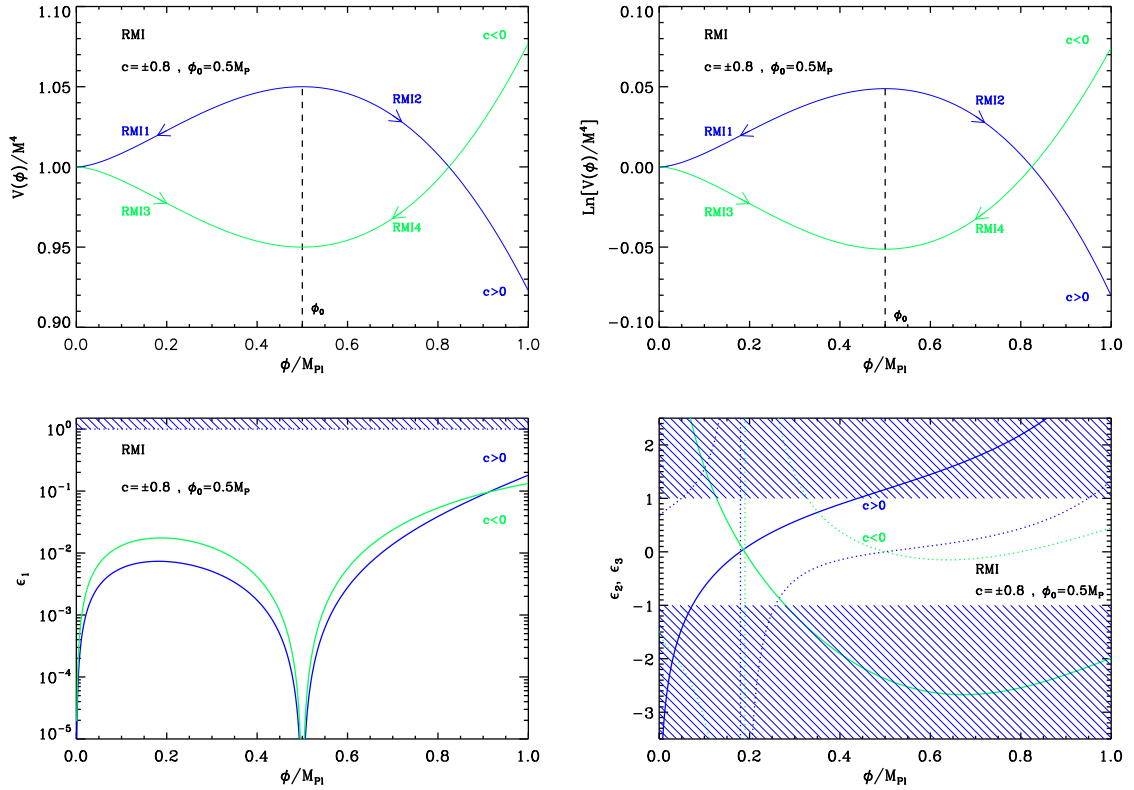 RMI
c=±0.8 , ϕ₀=0.5Mₚ
c<0
RMI1
RMI2
RMI3
RMI4
c>0
ϕ₀
V(ϕ)/M⁴
1.10
1.05
1.00
0.95
0.90
0.0 0.2 0.4 0.6 0.8 1.0
ϕ/M_Pl
RMI
c=±0.8 , ϕ₀=0.5Mₚ
c<0
RMI1
RMI2
RMI3
RMI4
c>0
ϕ₀
Ln[V(ϕ)/M⁴]
0.10
0.05
0.00
−0.05
−0.10
0.0 0.2 0.4 0.6 0.8 1.0
ϕ/M_Pl
RMI
c=±0.8 , ϕ₀=0.5Mₚ
c>0
c<0
ϵ₁
10⁰
10⁻¹
10⁻²
10⁻³
10⁻⁴
10⁻⁵
0.0 0.2 0.4 0.6 0.8 1.0
ϕ/M_Pl
c>0
c<0
RMI
c=±0.8 , ϕ₀=0.5Mₚ
ϵ₂, ϵ₃
2
1
0
−1
−2
−3
0.0 0.2 0.4 0.6 0.8 1.0
ϕ/M_Pl